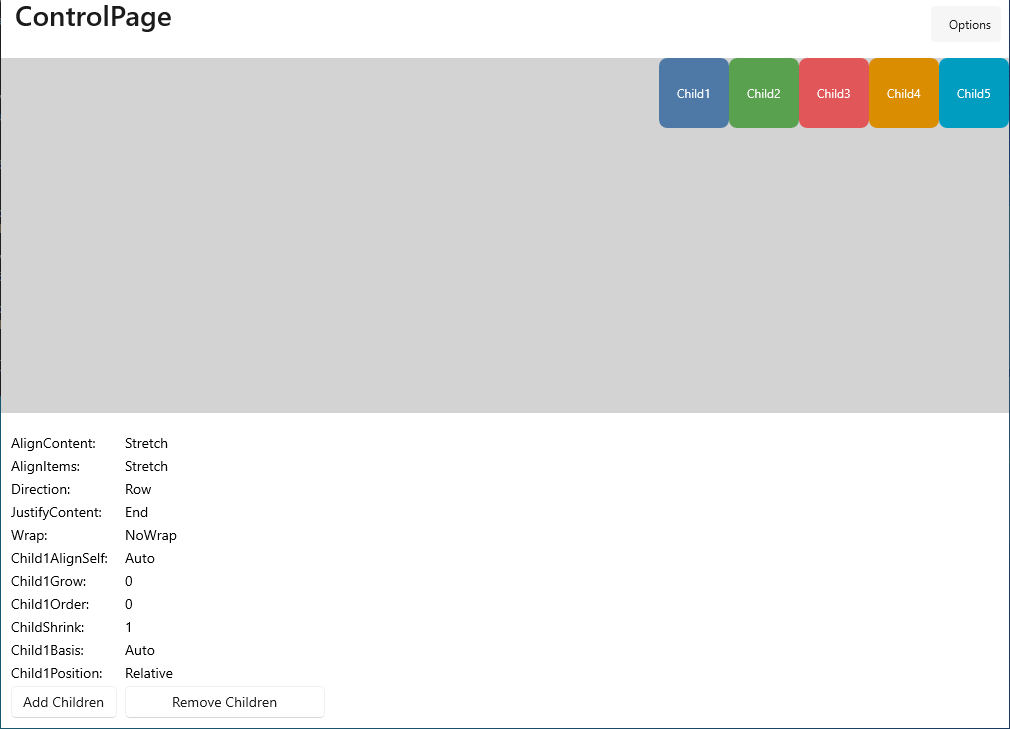 ControlPage
Options
Child1 Child2 Child3 Child4 Child5
AlignContent: Stretch
AlignItems: Stretch
Direction: Row
JustifyContent: End
Wrap: NoWrap
Child1AlignSelf: Auto
Child1Grow: 0
Child1Order: 0
ChildShrink: 1
Child1Basis: Auto
Child1Position: Relative
Add Children Remove Children